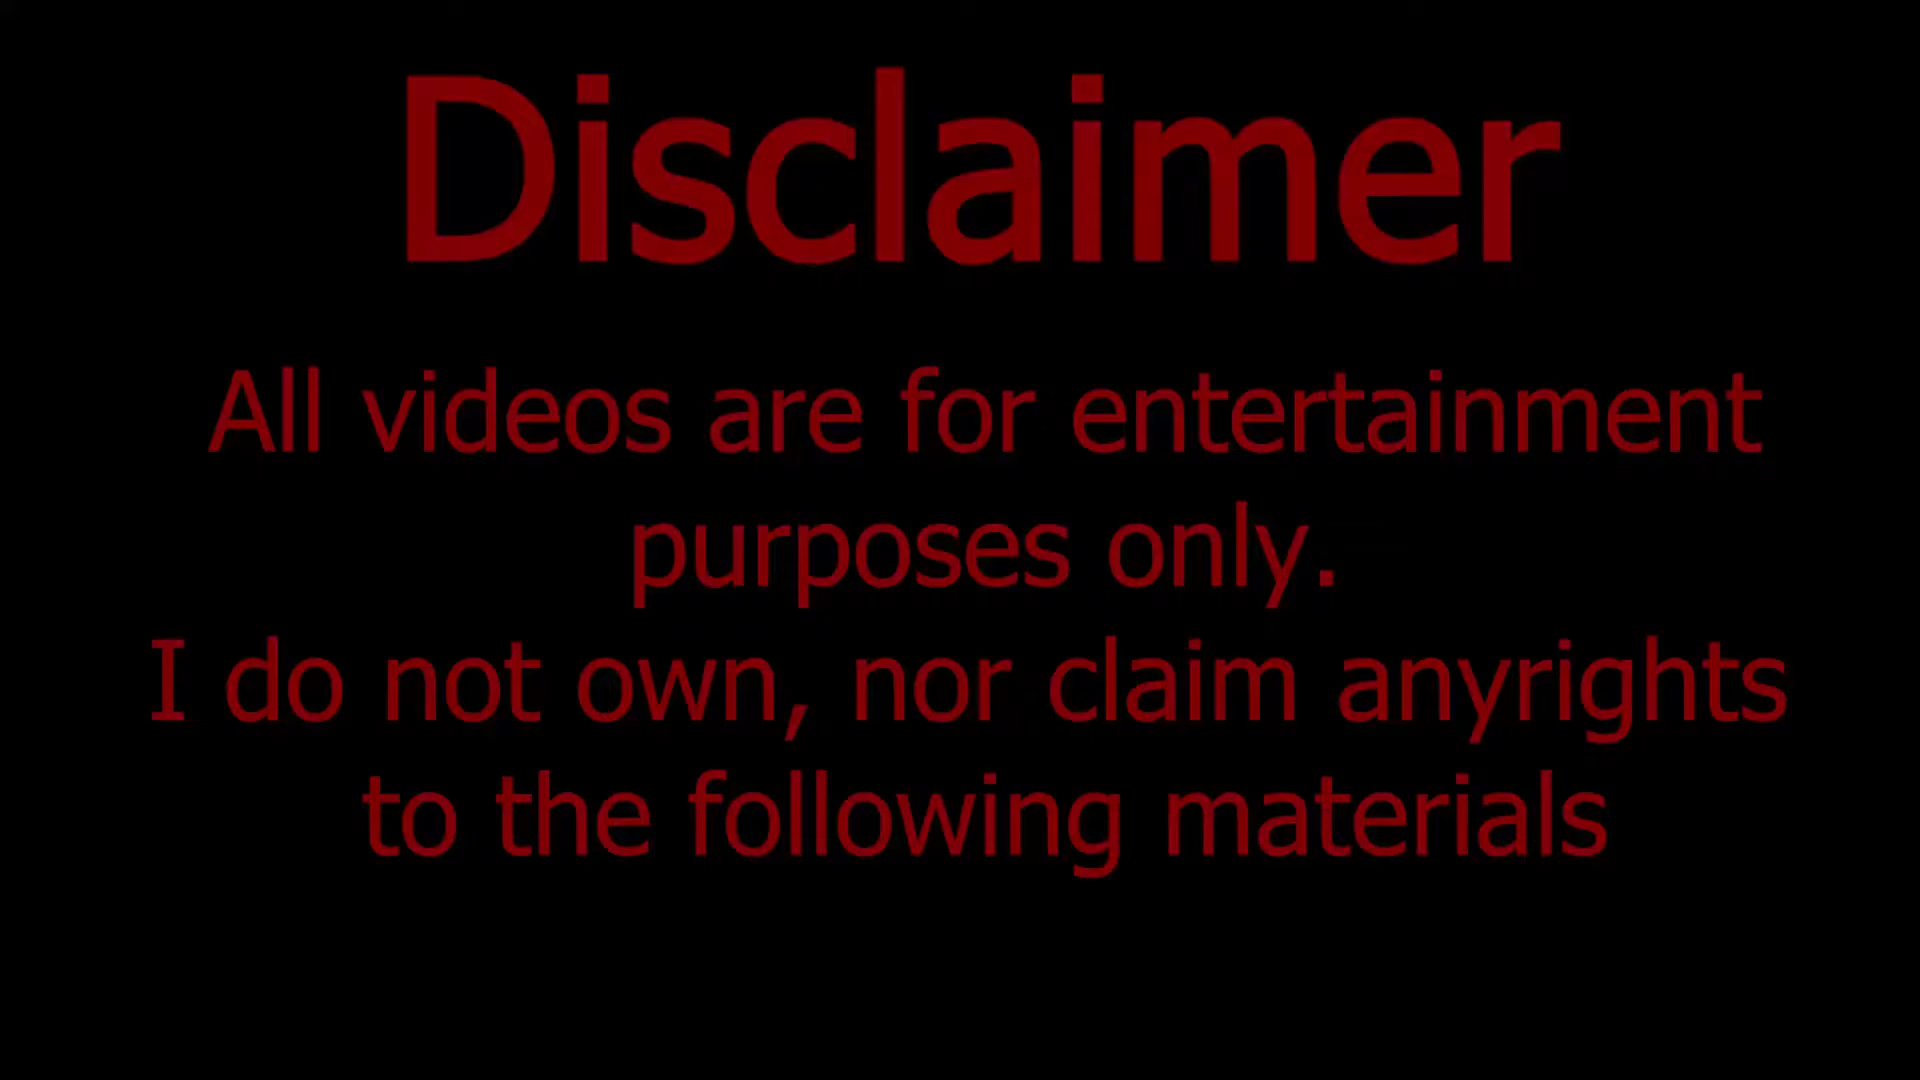 Disclaimer
All videos are for entertainment
purposes only.
I do not own, nor claim anyrights
to the following materials